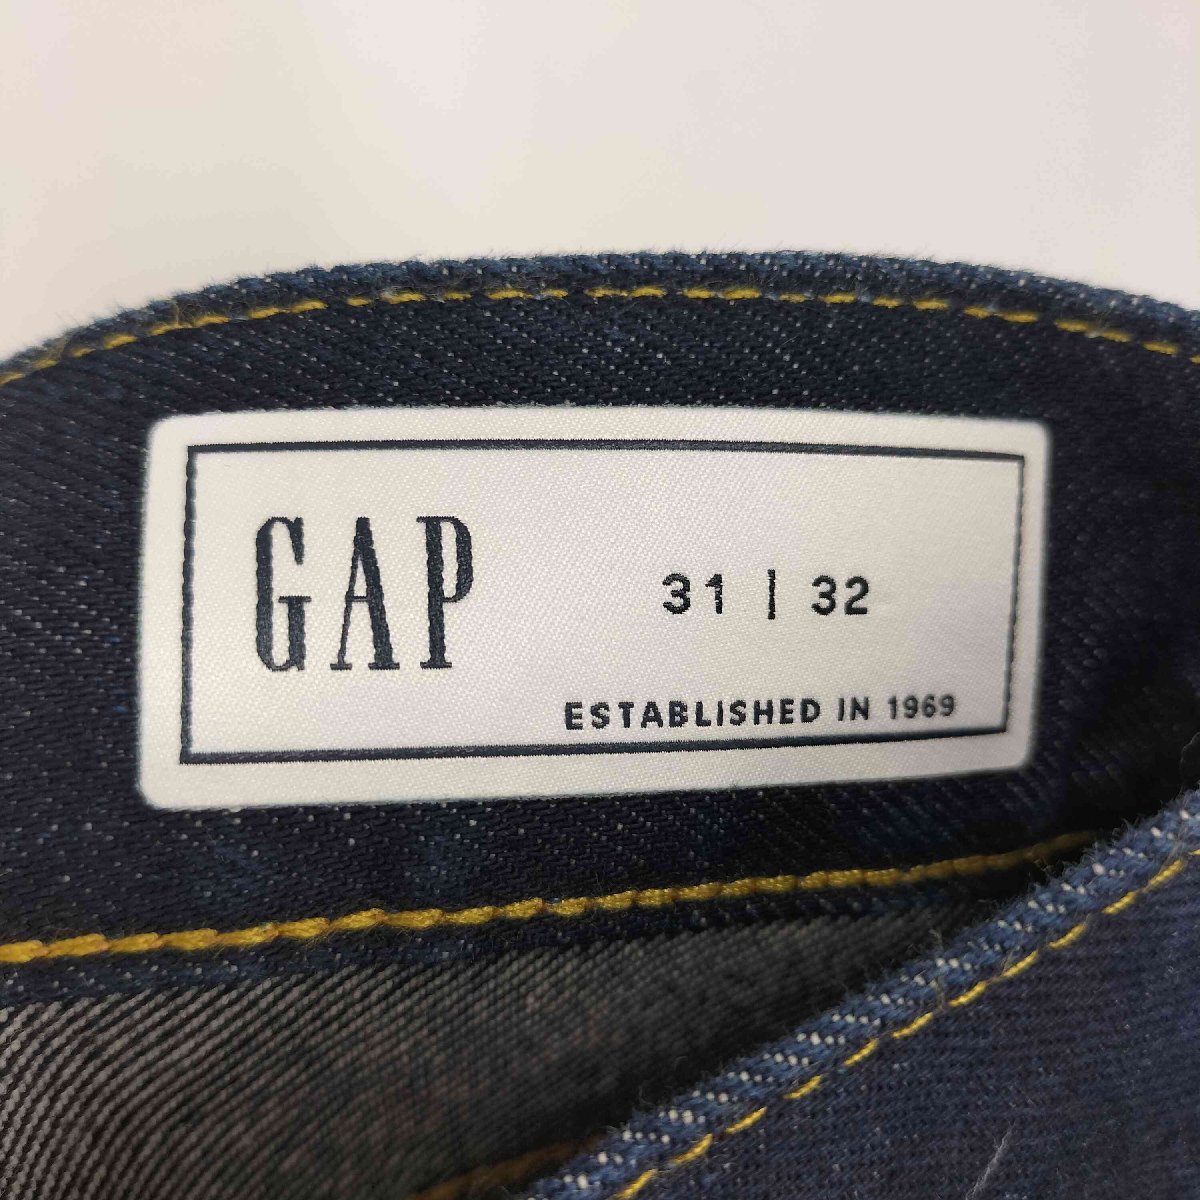 GAP
31 | 32
ESTABLISHED IN 1969